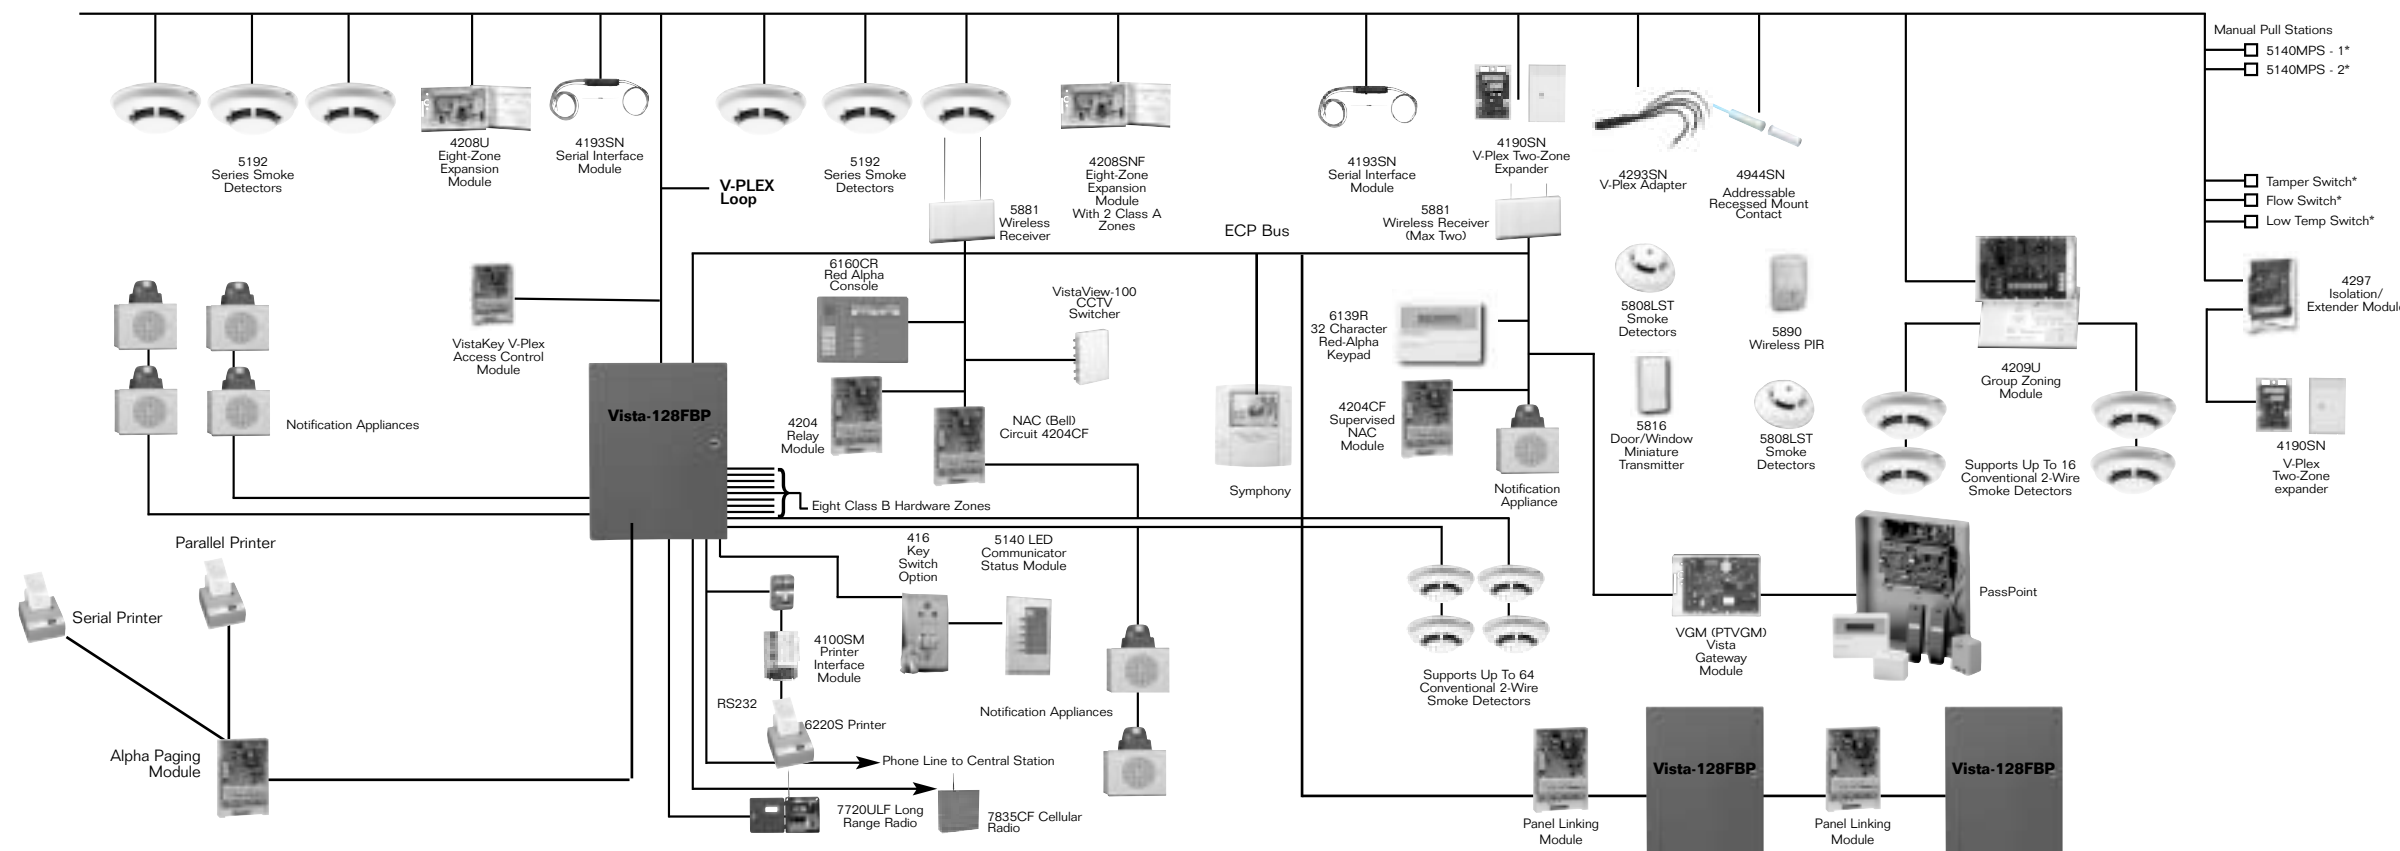 Manual Pull Stations
5140MPS - 1*
5140MPS - 2*
5192
Series Smoke
Detectors
4208U
Eight-Zone
Expansion
Module
4193SN
Serial Interface
Module
V-PLEX
Loop
5192
Series Smoke
Detectors
5881
Wireless
Receiver
4208SNF
Eight-Zone
Expansion
Module
With 2 Class A
Zones
4193SN
Serial Interface
Module
4190SN
V-Plex Two-Zone
Expander
5881
Wireless Receiver
(Max Two)
4293SN
V-Plex Adapter
4944SN
Addressable
Recessed Mount
Contact
Tamper Switch*
Flow Switch*
Low Temp Switch*
ECP Bus
VistaKey V-Plex
Access Control
Module
6160CR
Red Alpha
Console
VistaView-100
CCTV
Switcher
6139R
32 Character
Red-Alpha
Keypad
5808LST
Smoke
Detectors
5890
Wireless PIR
4297
Isolation/
Extender Module
4209U
Group Zoning
Module
Notification Appliances
Vista-128FBP
4204
Relay
Module
NAC (Bell)
Circuit 4204CF
4204CF
Supervised
NAC
Module
5816
Door/Window
Miniature
Transmitter
5808LST
Smoke
Detectors
Supports Up To 16
Conventional 2-Wire
Smoke Detectors
4190SN
V-Plex
Two-Zone
expander
Symphony
Notification
Appliance
Eight Class B Hardware Zones
Parallel Printer
Serial Printer
416
Key
Switch
Option
5140 LED
Communicator
Status Module
4100SM
Printer
Interface
Module
PassPoint
VGM (PTVGM)
Vista
Gateway
Module
Supports Up To 64
Conventional 2-Wire
Smoke Detectors
RS232
6220S Printer
Notification Appliances
Alpha Paging
Module
Phone Line to Central Station
7720ULF Long
Range Radio
7835CF Cellular
Radio
Vista-128FBP
Vista-128FBP
Panel Linking
Module
Panel Linking
Module